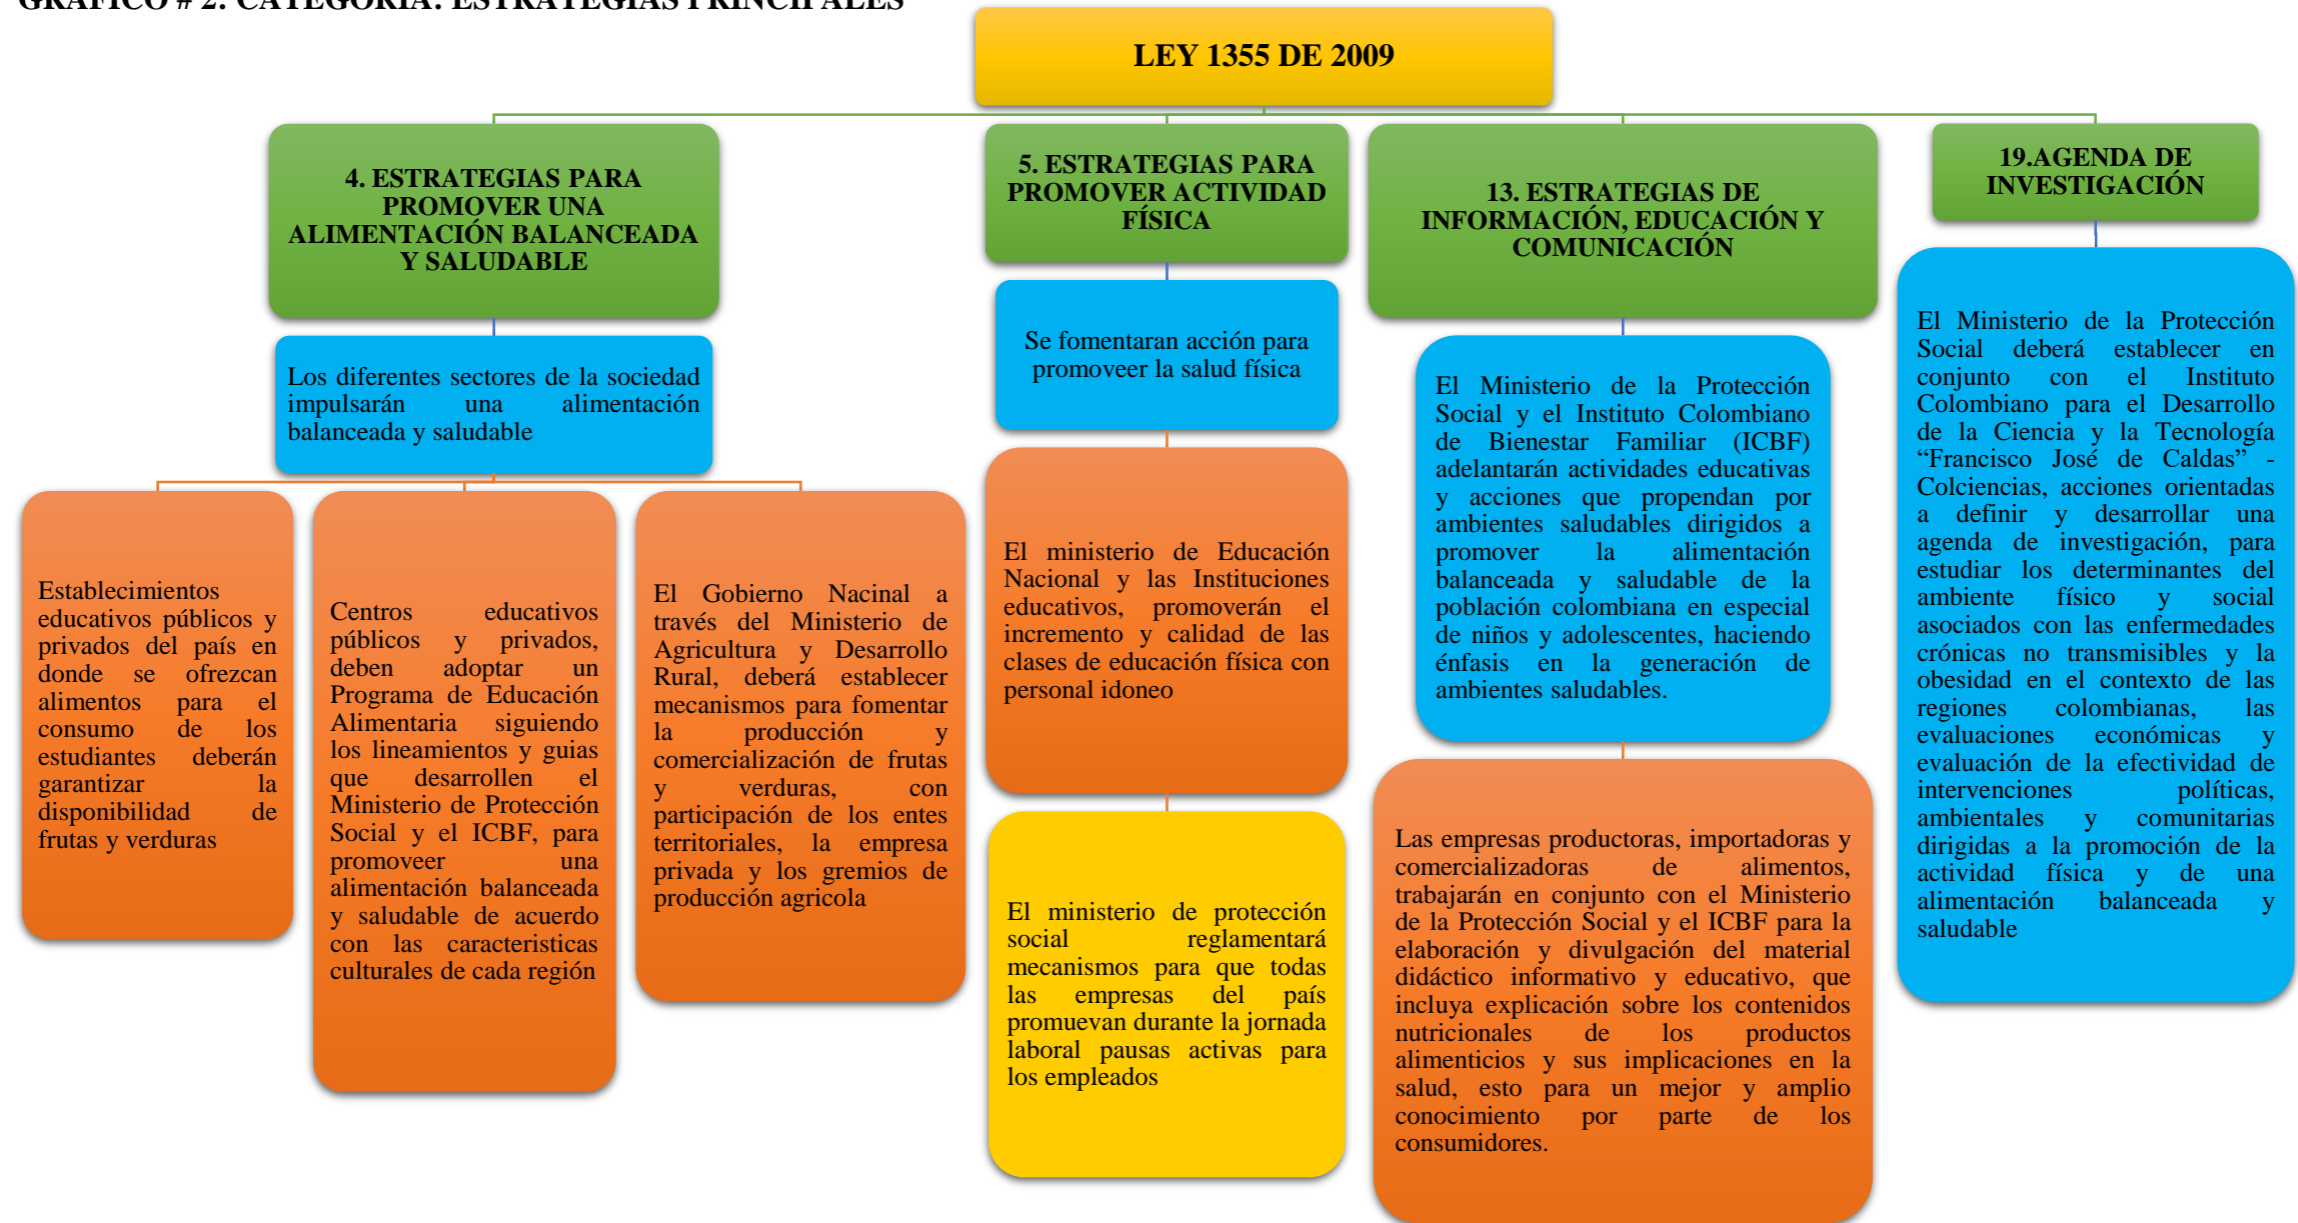 GRÁFICO # 2: CATEGORÍA: ESTRATEGIAS PRINCIPALES
LEY 1355 DE 2009
4. ESTRATEGIAS PARA
PROMOVER UNA
ALIMENTACIÓN BALANCEADA
Y SALUDABLE
Los diferentes sectores de la sociedad
impulsarán una alimentación
balanceada y saludable
Establecimientos
educativos públicos y
privados del país en
donde se ofrezcan
alimentos para el
consumo de los
estudiantes deberán
garantizar la
disponibilidad de
frutas y verduras
Centros educativos
públicos y privados,
deben adoptar un
Programa de Educación
Alimentaria siguiendo
los lineamientos y guias
que desarrollen el
Ministerio de Protección
Social y el ICBF, para
promoveer una
alimentación balanceada
y saludable de acuerdo
con las caracteristicas
culturales de cada región
El Gobierno Nacinal a
través del Ministerio de
Agricultura y Desarrollo
Rural, deberá establecer
mecanismos para fomentar
la producción y
comercialización de frutas
y verduras, con
participación de los entes
territoriales, la empresa
privada y los gremios de
producción agricola
5. ESTRATEGIAS PARA
PROMOVER ACTIVIDAD
FÍSICA
Se fomentaran acción para
promoveer la salud física
El ministerio de Educación
Nacional y las Instituciones
educativos, promoverán el
incremento y calidad de las
clases de educación física con
personal idoneo
El ministerio de protección
social reglamentará
mecanismos para que todas
las empresas del país
promuevan durante la jornada
laboral pausas activas para
los empleados
13. ESTRATEGIAS DE
INFORMACIÓN, EDUCACIÓN Y
COMUNICACIÓN
El Ministerio de la Protección
Social y el Instituto Colombiano
de Bienestar Familiar (ICBF)
adelantarán actividades educativas
y acciones que propendan por
ambientes saludables dirigidos a
promover la alimentación
balanceada y saludable de la
población colombiana en especial
de niños y adolescentes, haciendo
énfasis en la generación de
ambientes saludables.
Las empresas productoras, importadoras y
comercializadoras de alimentos,
trabajarán en conjunto con el Ministerio
de la Protección Social y el ICBF para la
elaboración y divulgación del material
didáctico informativo y educativo, que
incluya explicación sobre los contenidos
nutricionales de los productos
alimenticios y sus implicaciones en la
salud, esto para un mejor y amplio
conocimiento por parte de los
consumidores.
19.AGENDA DE
INVESTIGACIÓN
El Ministerio de la Protección
Social deberá establecer en
conjunto con el Instituto
Colombiano para el Desarrollo
de la Ciencia y la Tecnología
“Francisco José de Caldas” -
Colciencias, acciones orientadas
a definir y desarrollar una
agenda de investigación, para
estudiar los determinantes del
ambiente físico y social
asociados con las enfermedades
crónicas no transmisibles y la
obesidad en el contexto de las
regiones colombianas, las
evaluaciones económicas y
evaluación de la efectividad de
intervenciones políticas,
ambientales y comunitarias
dirigidas a la promoción de la
actividad física y de una
alimentación balanceada y
saludable